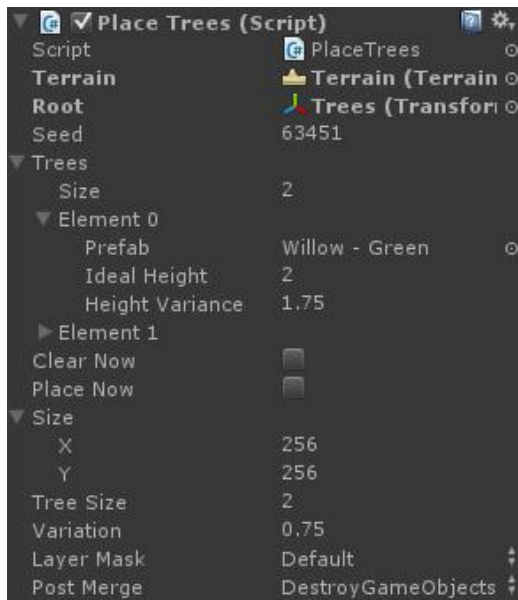 Place Trees (Script)
Script PlaceTrees
Terrain Terrain (Terrain
Root Trees (Transfor
Seed 63451
Trees
Size 2
Element 0
Prefab Willow - Green
Ideal Height 2
Height Variance 1.75
Element 1
Clear Now
Place Now
Size
X 256
Y 256
Tree Size 2
Variation 0.75
Layer Mask Default
Post Merge DestroyGameObjects